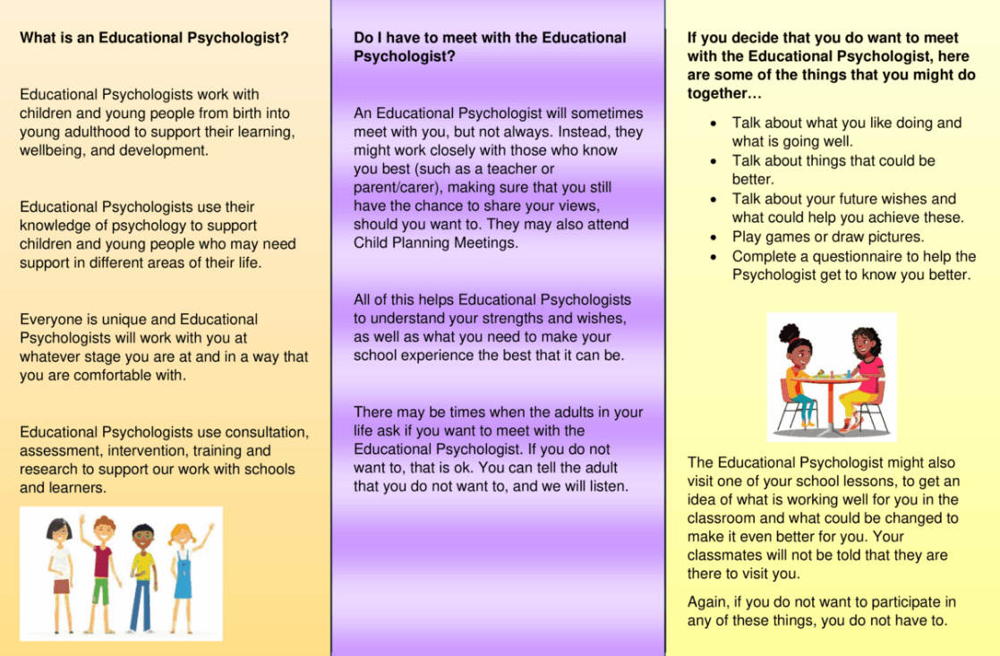 What is an Educational Psychologist?
Educational Psychologists work with
children and young people from birth into
young adulthood to support their learning,
wellbeing, and development.
Educational Psychologists use their
knowledge of psychology to support
children and young people who may need
support in different areas of their life.
Everyone is unique and Educational
Psychologists will work with you at
whatever stage you are at and in a way that
you are comfortable with.
Educational Psychologists use consultation,
assessment, intervention, training and
research to support our work with schools
and learners.
Do I have to meet with the Educational
Psychologist?
An Educational Psychologist will sometimes
meet with you, but not always. Instead, they
might work closely with those who know
you best (such as a teacher or
parent/carer), making sure that you still
have the chance to share your views,
should you want to. They may also attend
Child Planning Meetings.
All of this helps Educational Psychologists
to understand your strengths and wishes,
as well as what you need to make your
school experience the best that it can be.
There may be times when the adults in your
life ask if you want to meet with the
Educational Psychologist. If you do not
want to, that is ok. You can tell the adult
that you do not want to, and we will listen.
If you decide that you do want to meet
with the Educational Psychologist, here
are some of the things that you might do
together…
• Talk about what you like doing and
what is going well.
• Talk about things that could be
better.
• Talk about your future wishes and
what could help you achieve these.
• Play games or draw pictures.
• Complete a questionnaire to help the
Psychologist get to know you better.
The Educational Psychologist might also
visit one of your school lessons, to get an
idea of what is working well for you in the
classroom and what could be changed to
make it even better for you. Your
classmates will not be told that they are
there to visit you.
Again, if you do not want to participate in
any of these things, you do not have to.